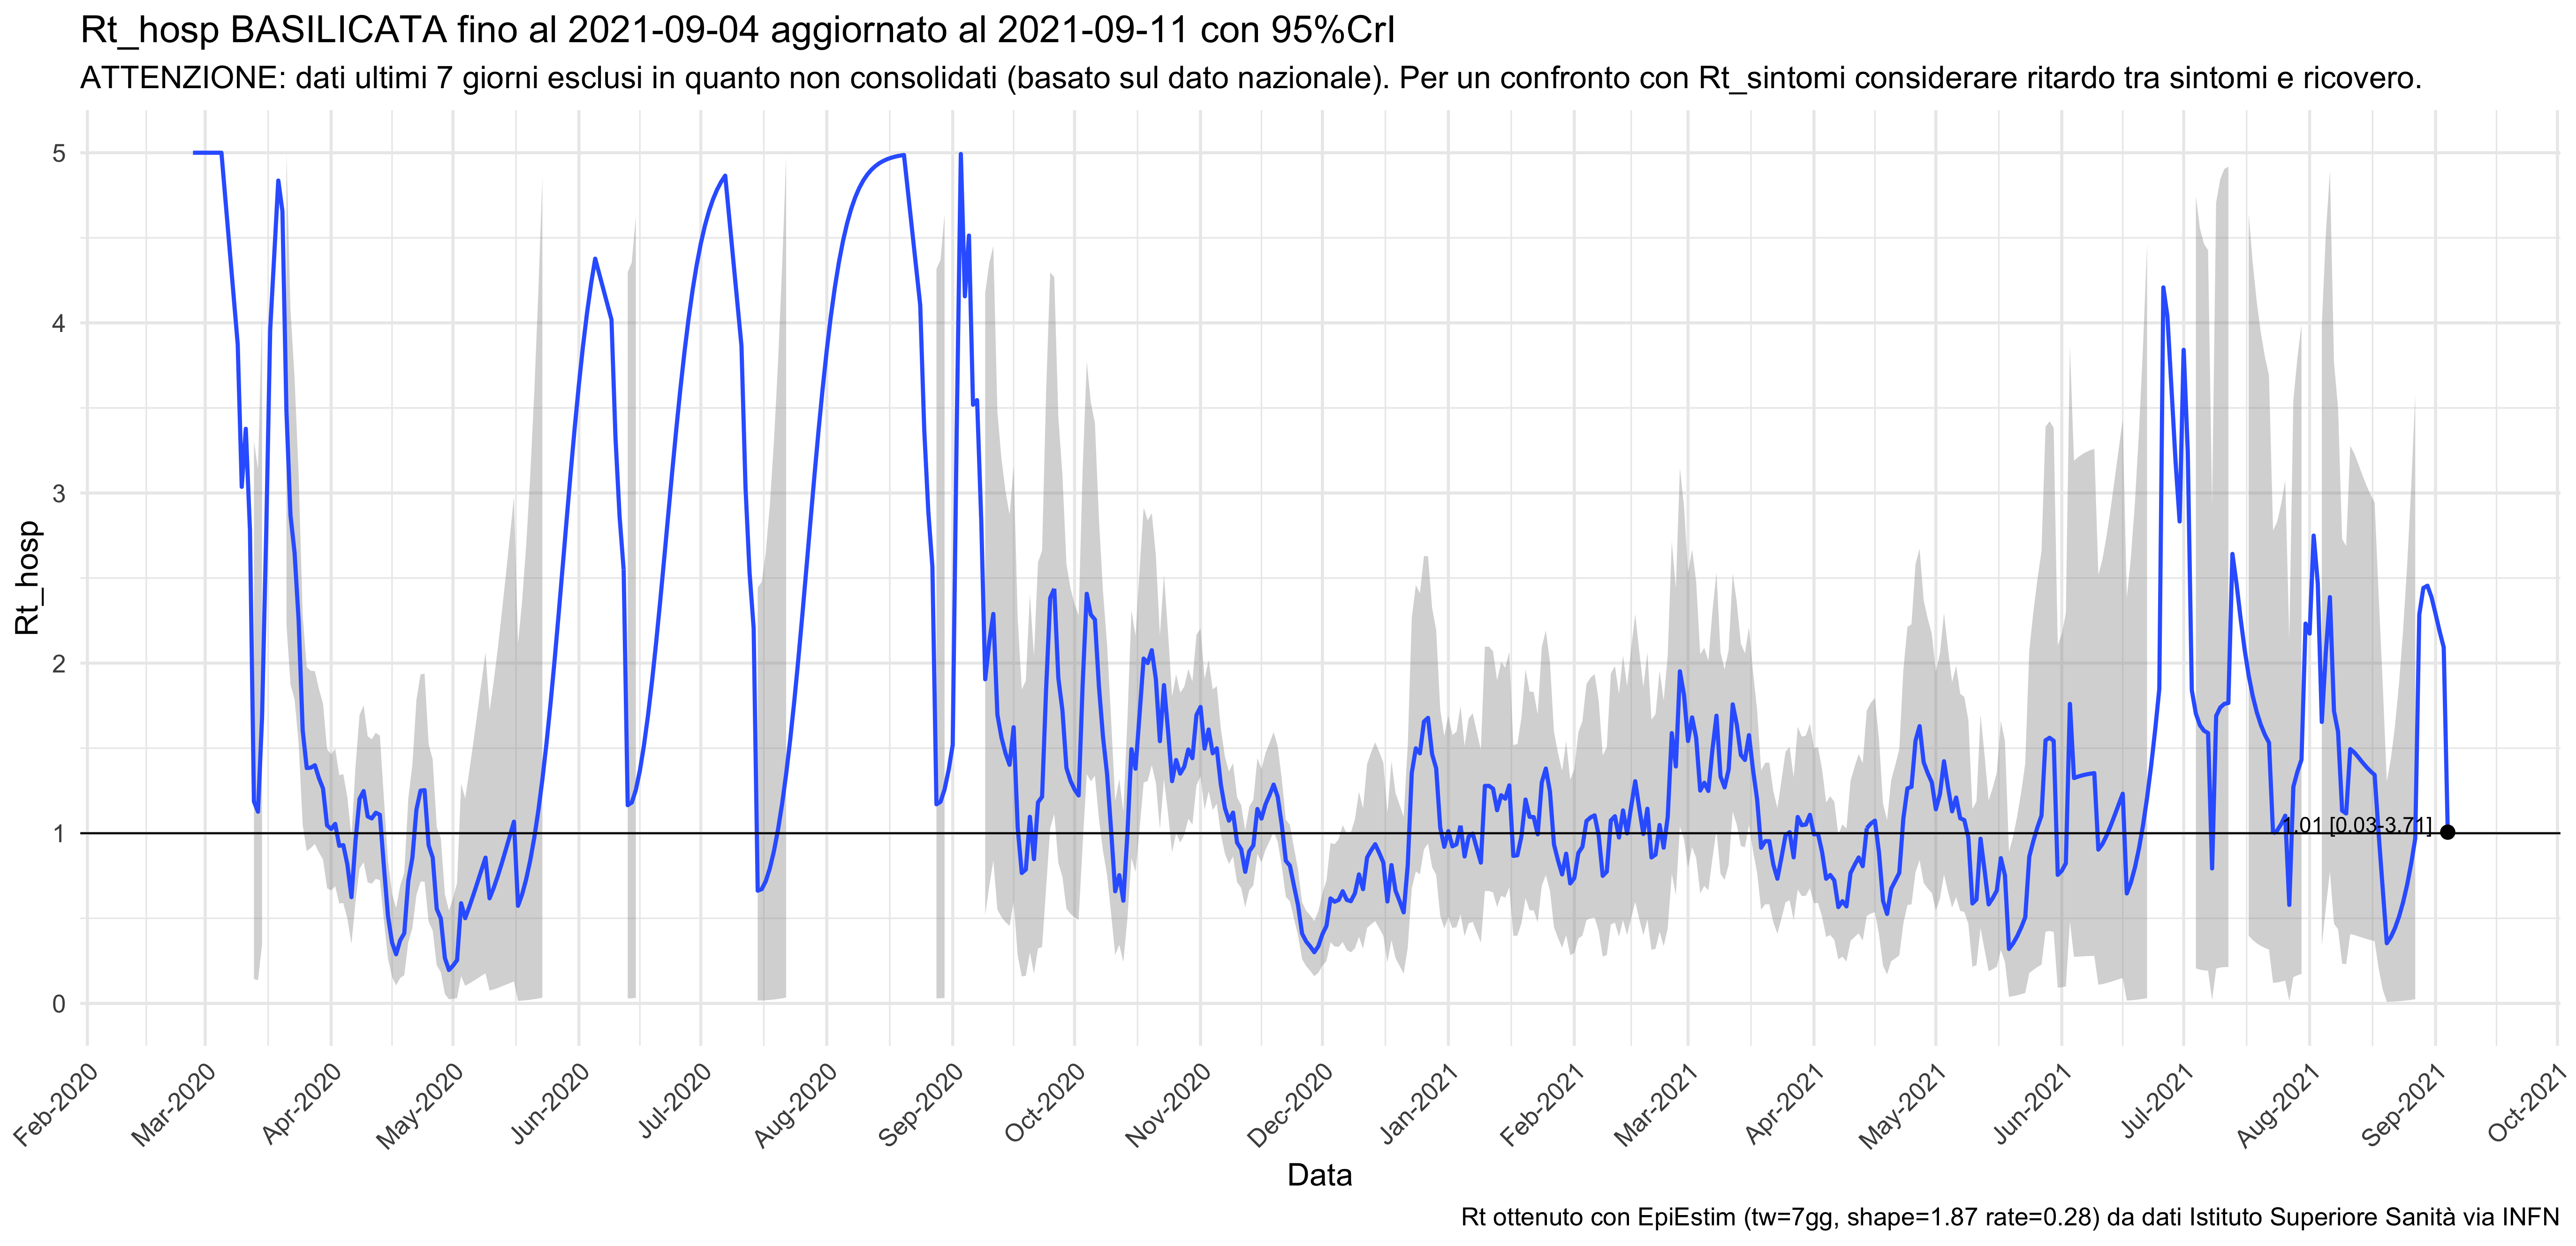 Rt_hosp BASILICATA fino al 2021-09-04 aggiornato al 2021-09-11 con 95%CrI
ATTENZIONE: dati ultimi 7 giorni esclusi in quanto non consolidati (basato sul dato nazionale). Per un confronto con Rt_sintomi considerare ritardo tra sintomi e ricovero.
5
4
3
2
1
0
Rt_hosp
1.01 [0.03-3.71]
Feb-2020
Mar-2020
Apr-2020
May-2020
Jun-2020
Jul-2020
Aug-2020
Sep-2020
Oct-2020
Nov-2020
Dec-2020
Jan-2021
Feb-2021
Mar-2021
Apr-2021
May-2021
Jun-2021
Jul-2021
Aug-2021
Sep-2021
Oct-2021
Data
Rt ottenuto con EpiEstim (tw=7gg, shape=1.87 rate=0.28) da dati Istituto Superiore Sanità via INFN